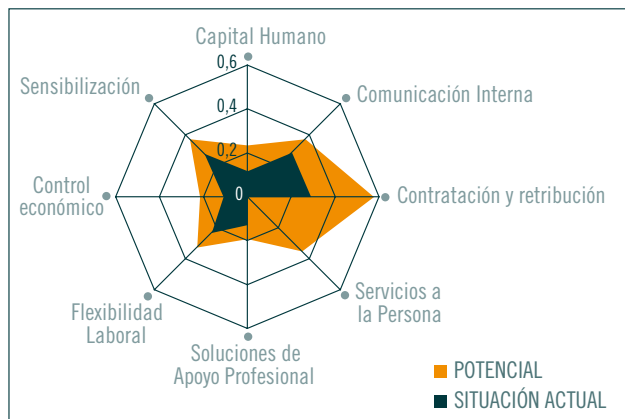 Capital Humano
0,6
Sensibilización
Comunicación Interna
0,4
0,2
Control
económico
0
Contratación y retribución
Flexibilidad
Laboral
Servicios a
la Persona
Soluciones de
Apoyo Profesional
POTENCIAL
SITUACIÓN ACTUAL